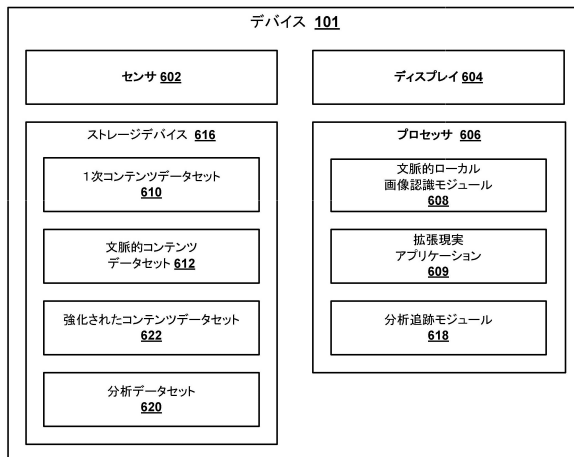 デバイス 101
センサ 602
ディスプレイ 604
ストレージデバイス 616
1次コンテンツデータセット
610
文脈的コンテンツ
データセット 612
強化されたコンテンツデータセット
622
分析データセット
620
プロセッサ 606
文脈的ローカル
画像認識モジュール
608
拡張現実
アプリケーション
609
分析追跡モジュール
618